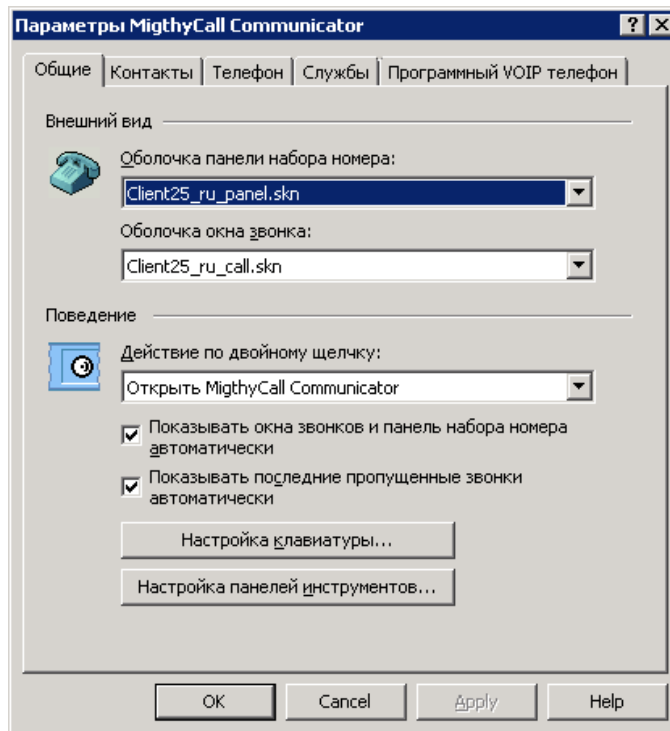 Параметры MigthyCall Communicator
Общие Контакты Телефон Службы Программный VOIP телефон
Внешний вид
Оболочка панели набора номера:
Client25_ru_panel.skn
Оболочка окна звонка:
Client25_ru_call.skn
Поведение
Действие по двойному щелчку:
Открыть MigthyCall Communicator
Показывать окна звонков и панель набора номера
автоматически
Показывать последние пропущенные звонки
автоматически
Настройка клавиатуры...
Настройка панелей инструментов...
OK Cancel Apply Help